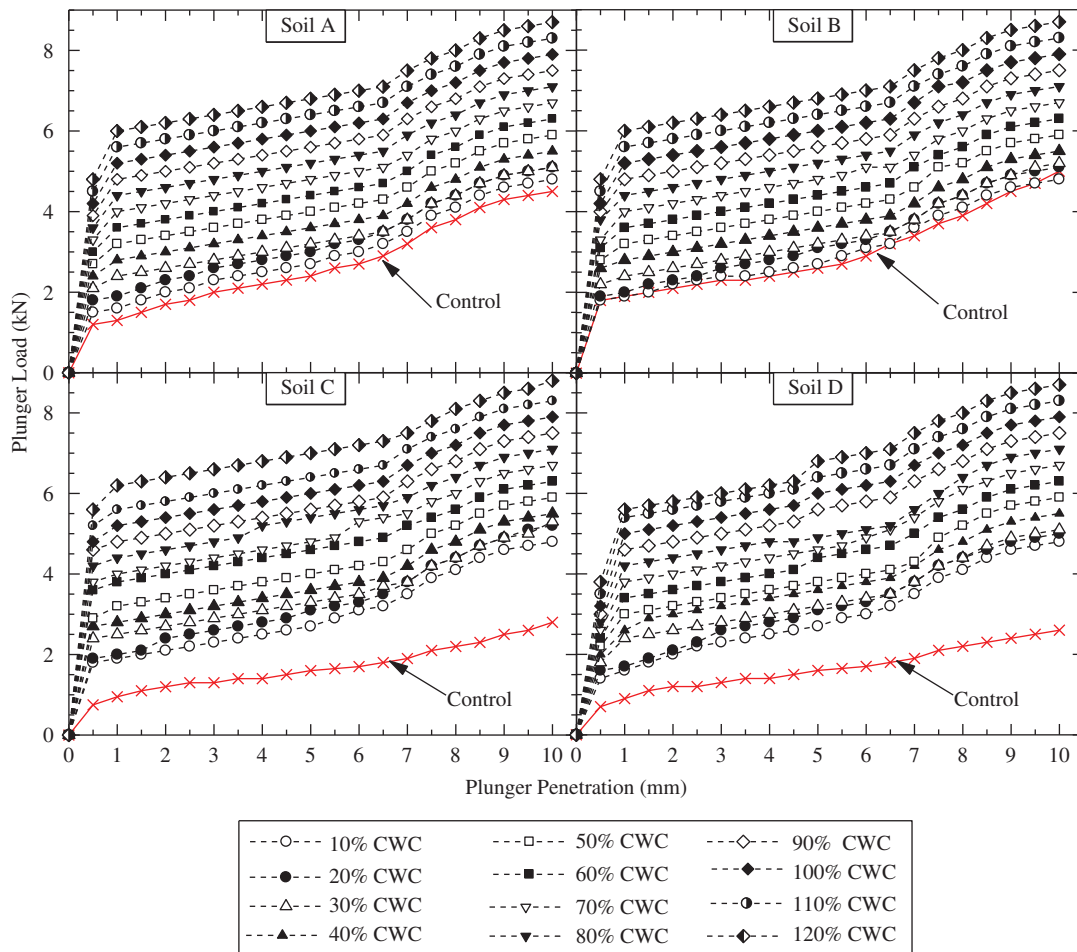 Soil A
Soil B
8
6
4
2
0
Control
Control
Plunger Load (kN)
Soil C
Soil D
8
6
4
2
0
Control
Control
0 1 2 3 4 5 6 7 8 9 10 0 1 2 3 4 5 6 7 8 9 10
Plunger Penetration (mm)
10% CWC
20% CWC
30% CWC
40% CWC
50% CWC
60% CWC
70% CWC
80% CWC
90% CWC
100% CWC
110% CWC
120% CWC